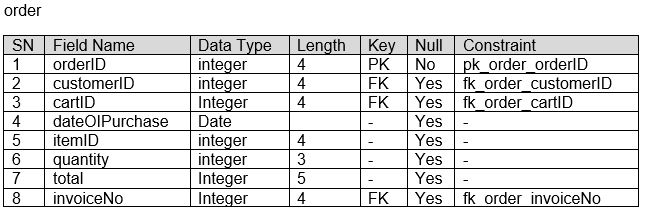 order
SN Field Name Data Type Length Key Null Constraint
1 orderID integer 4 PK No pk_order_orderID
2 customerID integer 4 FK Yes fk_order_customerID
3 cartID Integer 4 FK Yes fk_order_cartID
4 dateOlPurchase Date - Yes -
5 itemID integer 4 - Yes -
6 quantity integer 3 - Yes -
7 total Integer 5 - Yes -
8 invoiceNo Integer 4 FK Yes fk_order_invoiceNo